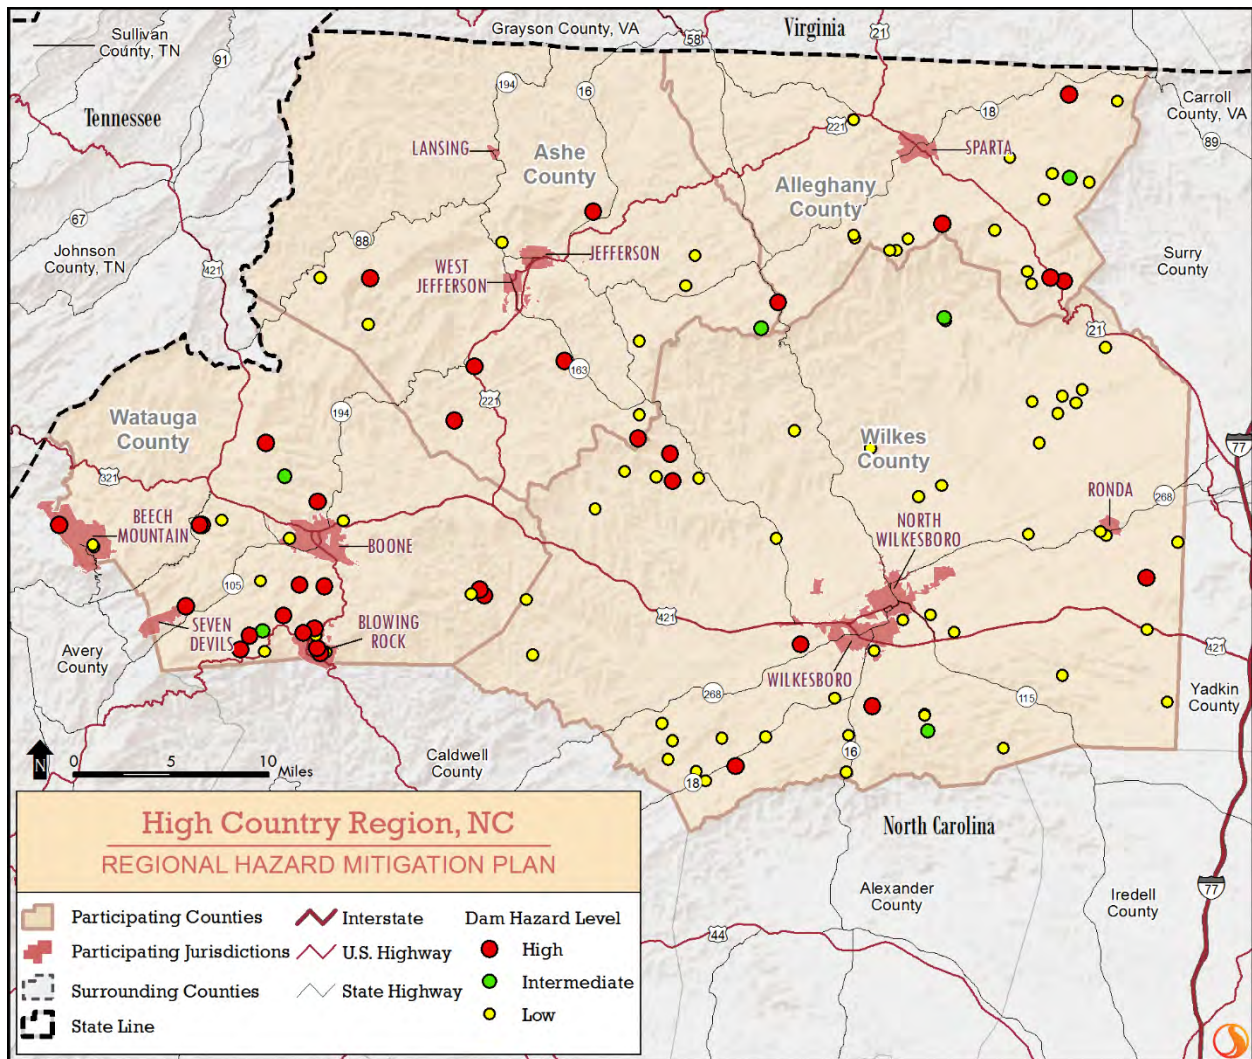 Sullivan
County, TN
Grayson County, VA
Virginia
58
21
91
194
16
18
Carroll
County, VA
Tennessee
221
89
LANSING
Ashe
County
SPARTA
Alleghany
County
67
88
Johnson
County, TN
421
JEFFERSON
WEST
JEFFERSON
Surry
County
21
163
221
194
Watauga
County
Wilkes
County
77
321
RONDA
268
BEECH
MOUNTAIN
NORTH
WILKESBORO
BOONE
105
SEVEN
DEVILS
BLOWING
ROCK
421
421
Avery
County
WILKESBORO
268
115
Yadkin
County
N
0 5 10
Miles
Caldwell
County
16
18
High Country Region, NC
REGIONAL HAZARD MITIGATION PLAN
North Carolina
Participating Counties
Interstate
Dam Hazard Level
Participating Jurisdictions
U.S. Highway
High
Surrounding Counties
State Highway
Intermediate
State Line
Low
Alexander
County
Iredell
County
77
44